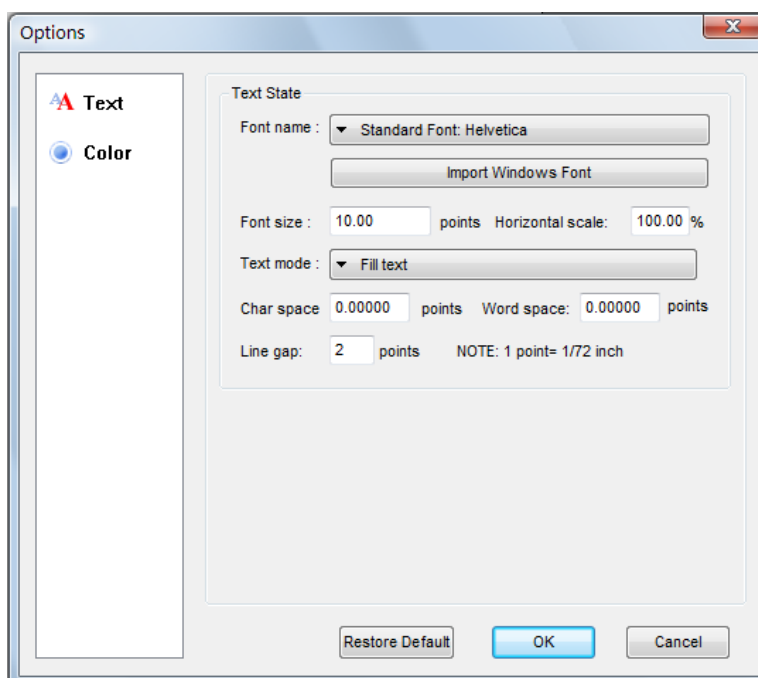 Options
Text
Color
Text State
Font name : Standard Font: Helvetica
Import Windows Font
Font size : 10.00 points Horizontal scale: 100.00 %
Text mode : Fill text
Char space 0.00000 points Word space: 0.00000 points
Line gap: 2 points NOTE: 1 point= 1/72 inch
Restore Default OK Cancel